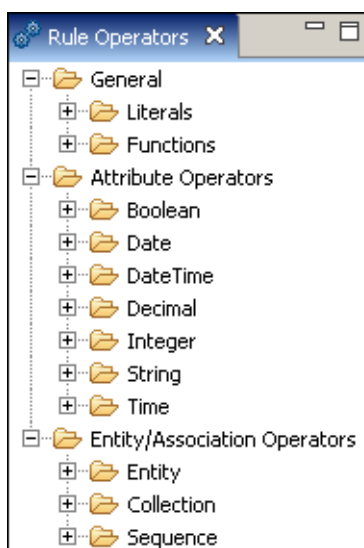 Rule Operators
General
Literals
Functions
Attribute Operators
Boolean
Date
DateTime
Decimal
Integer
String
Time
Entity/Association Operators
Entity
Collection
Sequence